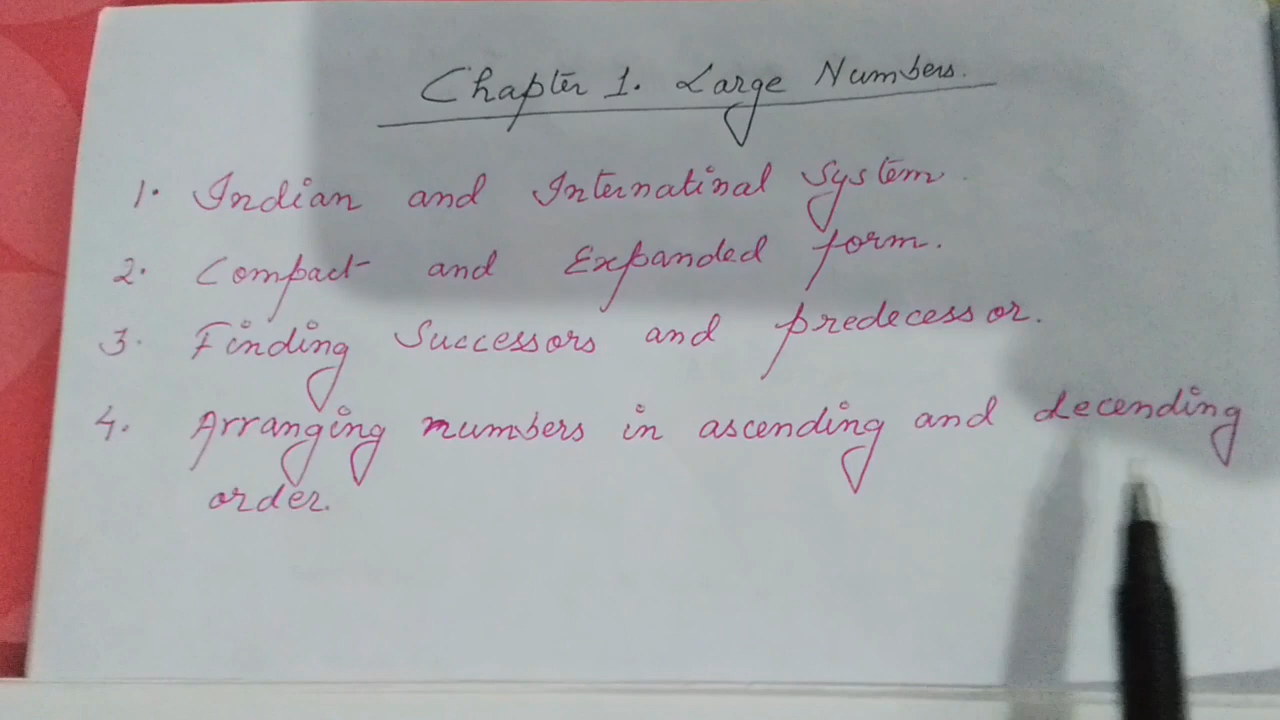 Chapter 1. Large Numbers.
1. Indian and Internatinal System.
2. Compact and Expanded form.
3. Finding Successors and predecessor.
4. Arranging numbers in ascending and decending
order.